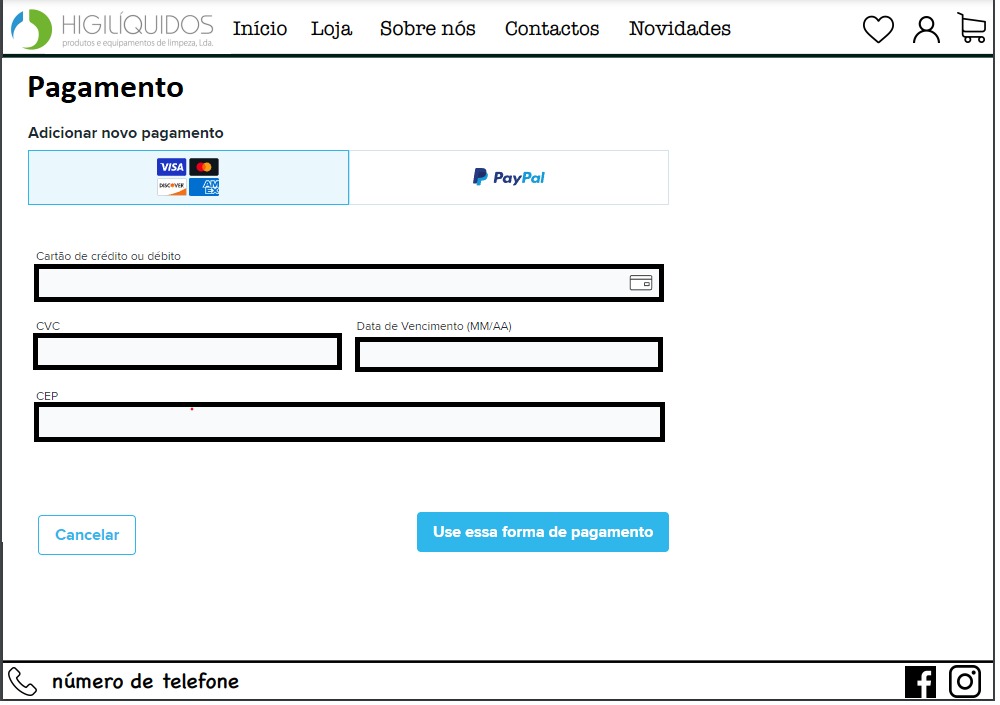 HIGILÍQUIDOS
produtos e equipamentos de limpeza, Lda.
Início Loja Sobre nós Contactos Novidades
Pagamento
Adicionar novo pagamento
VISA
DISCOVER AMEX
PayPal
Cartão de crédito ou débito
CVC Data de Vencimento (MM/AA)
CEP
Cancelar Use essa forma de pagamento
número de telefone